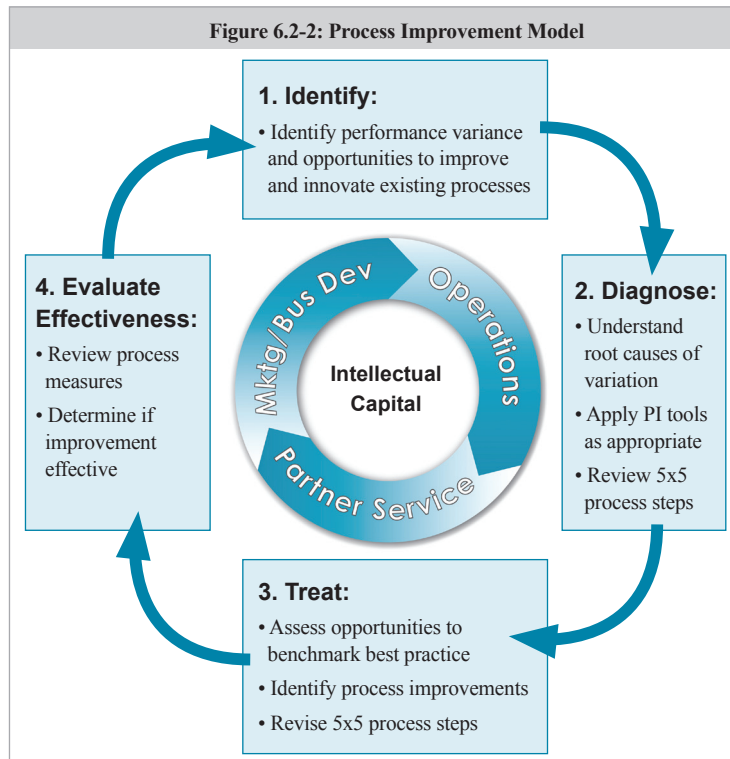 Figure 6.2-2: Process Improvement Model
1. Identify:
• Identify performance variance
and opportunities to improve
and innovate existing processes
2. Diagnose:
• Understand
root causes of
variation
• Apply PI tools
as appropriate
• Review 5x5
process steps
3. Treat:
• Assess opportunities to
benchmark best practice
• Identify process improvements
• Revise 5x5 process steps
4. Evaluate
Effectiveness:
• Review process
measures
• Determine if
improvement
effective
Mktg/Bus Dev
Operations
Partner Service
Intellectual
Capital